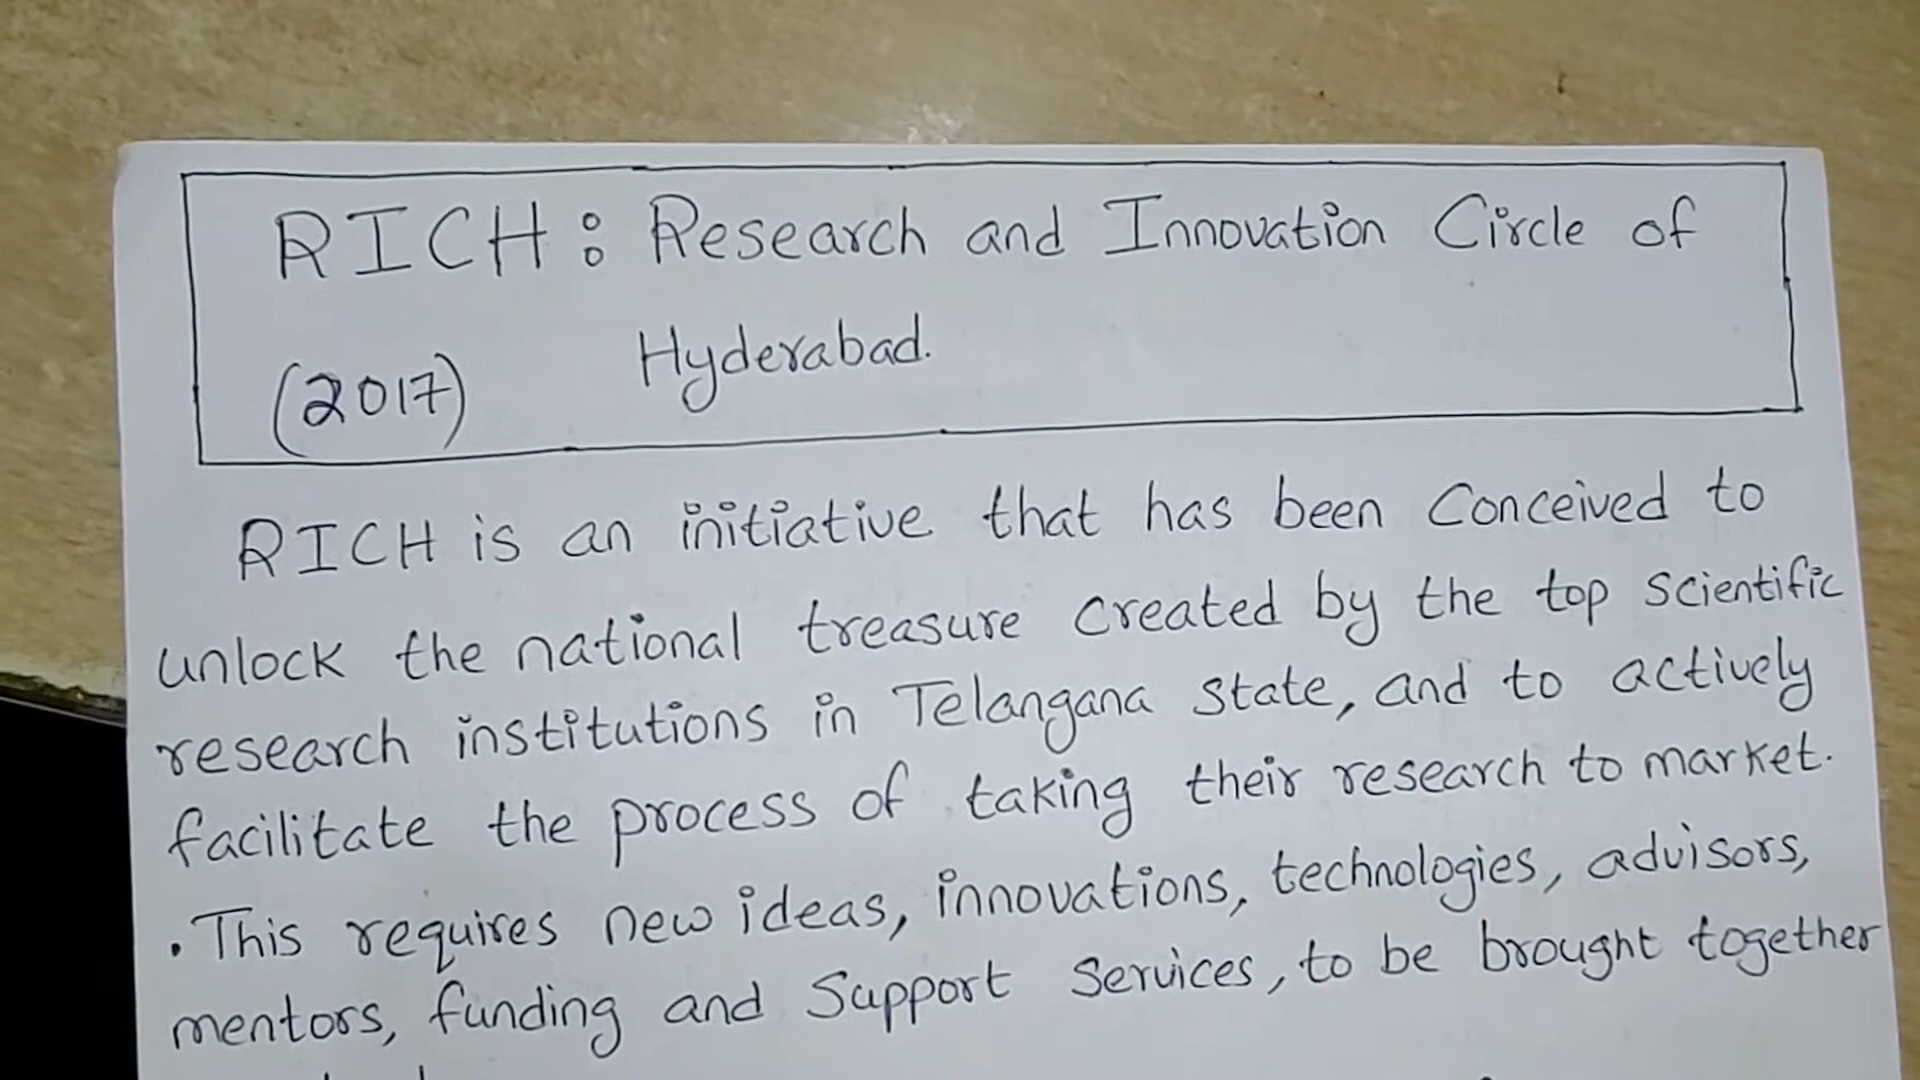 RICH: Research and Innovation Circle of
(2017) Hyderabad.
RICH is an initiative that has been Conceived to
unlock the national treasure created by the top scientific
research institutions in Telangana state, and to actively
facilitate the process of taking their research to market.
• This requires new ideas, innovations, technologies, advisors,
mentors, funding and Support Services, to be brought together